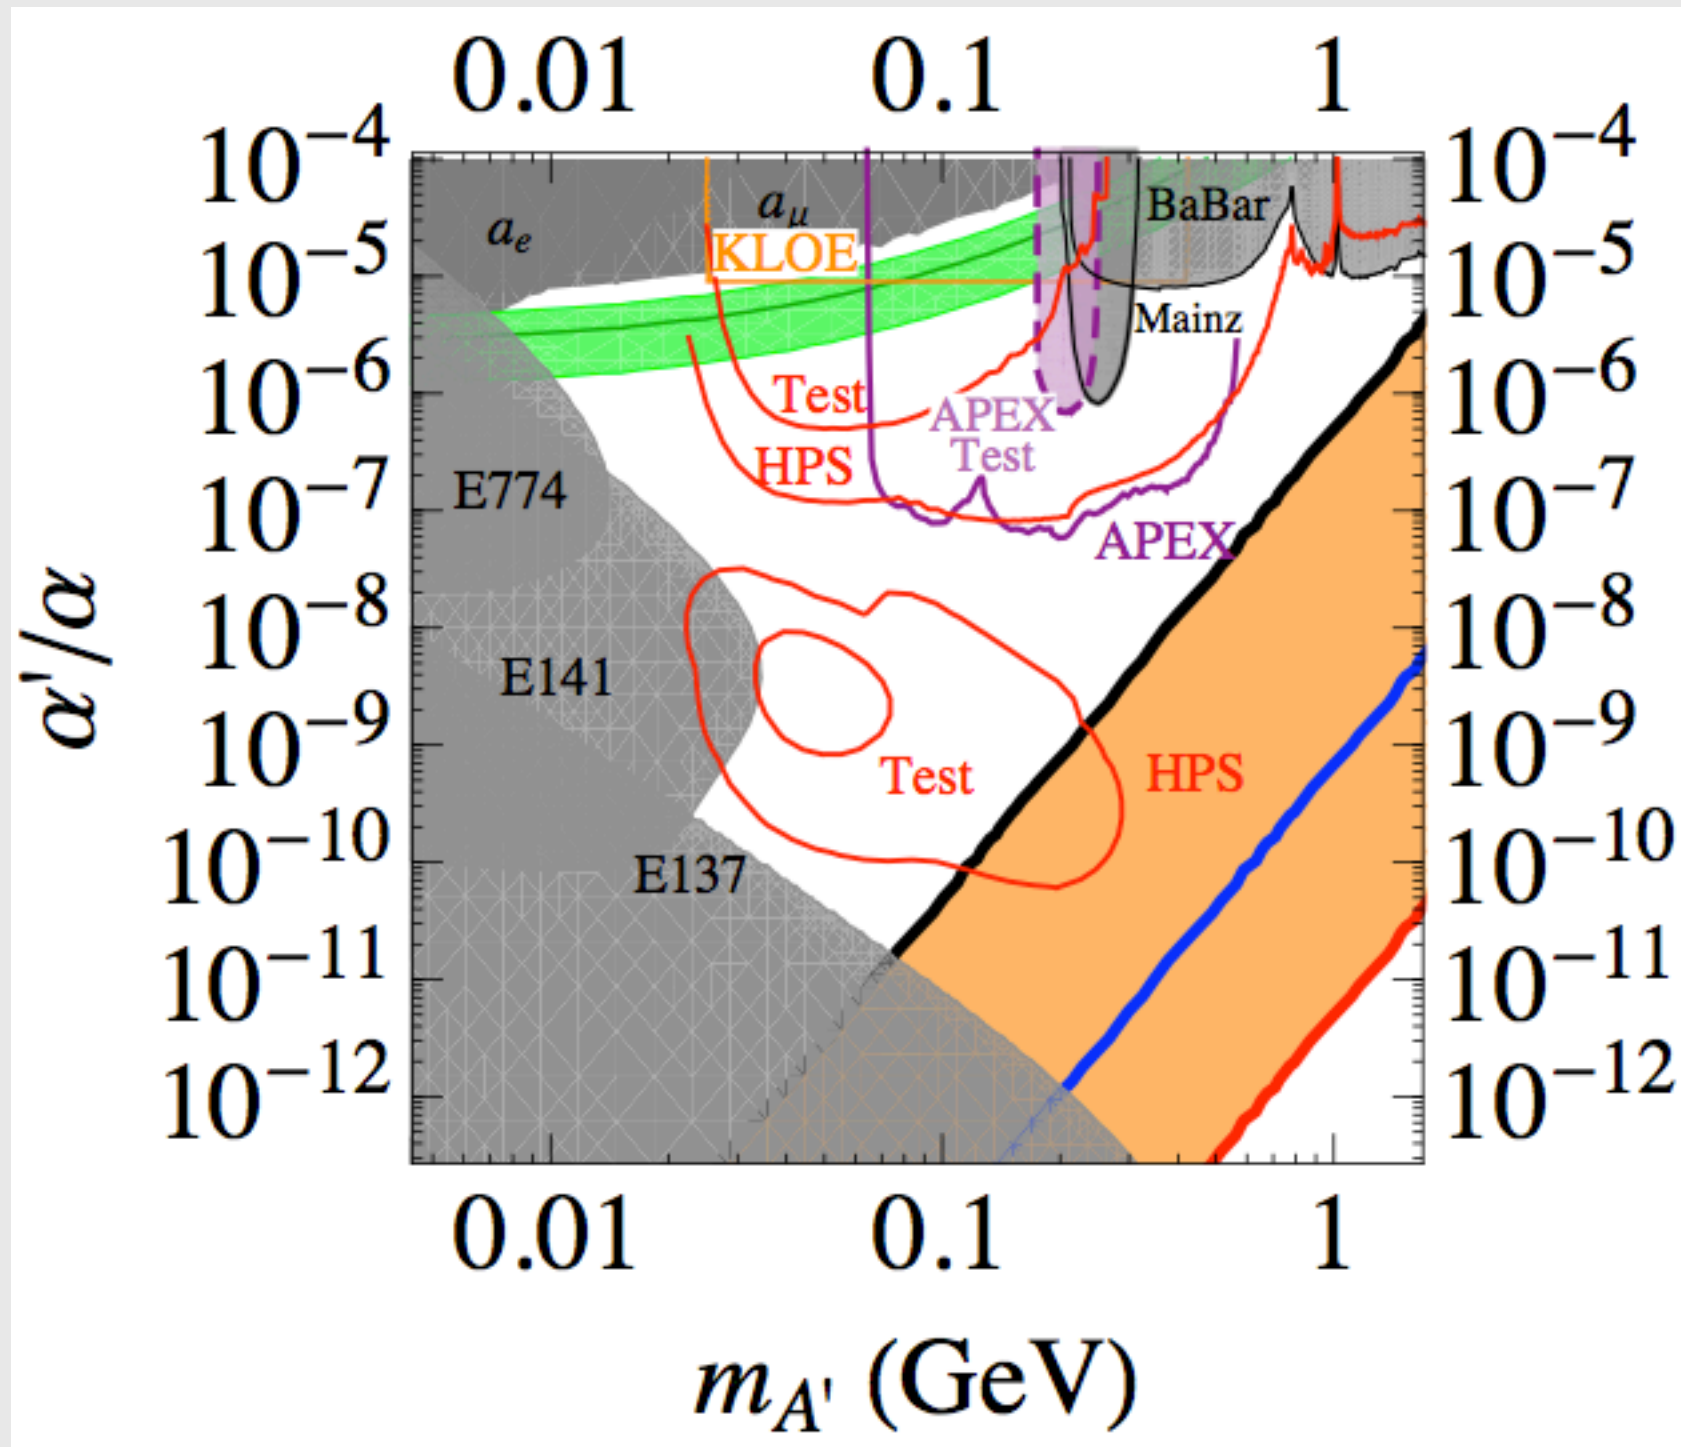 0.01 0.1 1
10⁻⁴ 10⁻⁴
10⁻⁵ 10⁻⁵
10⁻⁶ 10⁻⁶
10⁻⁷ 10⁻⁷
10⁻⁸ 10⁻⁸
10⁻⁹ 10⁻⁹
10⁻¹⁰ 10⁻¹⁰
10⁻¹¹ 10⁻¹¹
10⁻¹² 10⁻¹²
α'/α
aₑ
a_μ
BaBar
KLOE
Mainz
Test
APEX
Test
HPS
E774
APEX
E141
Test
HPS
E137
0.01 0.1 1
m_A' (GeV)